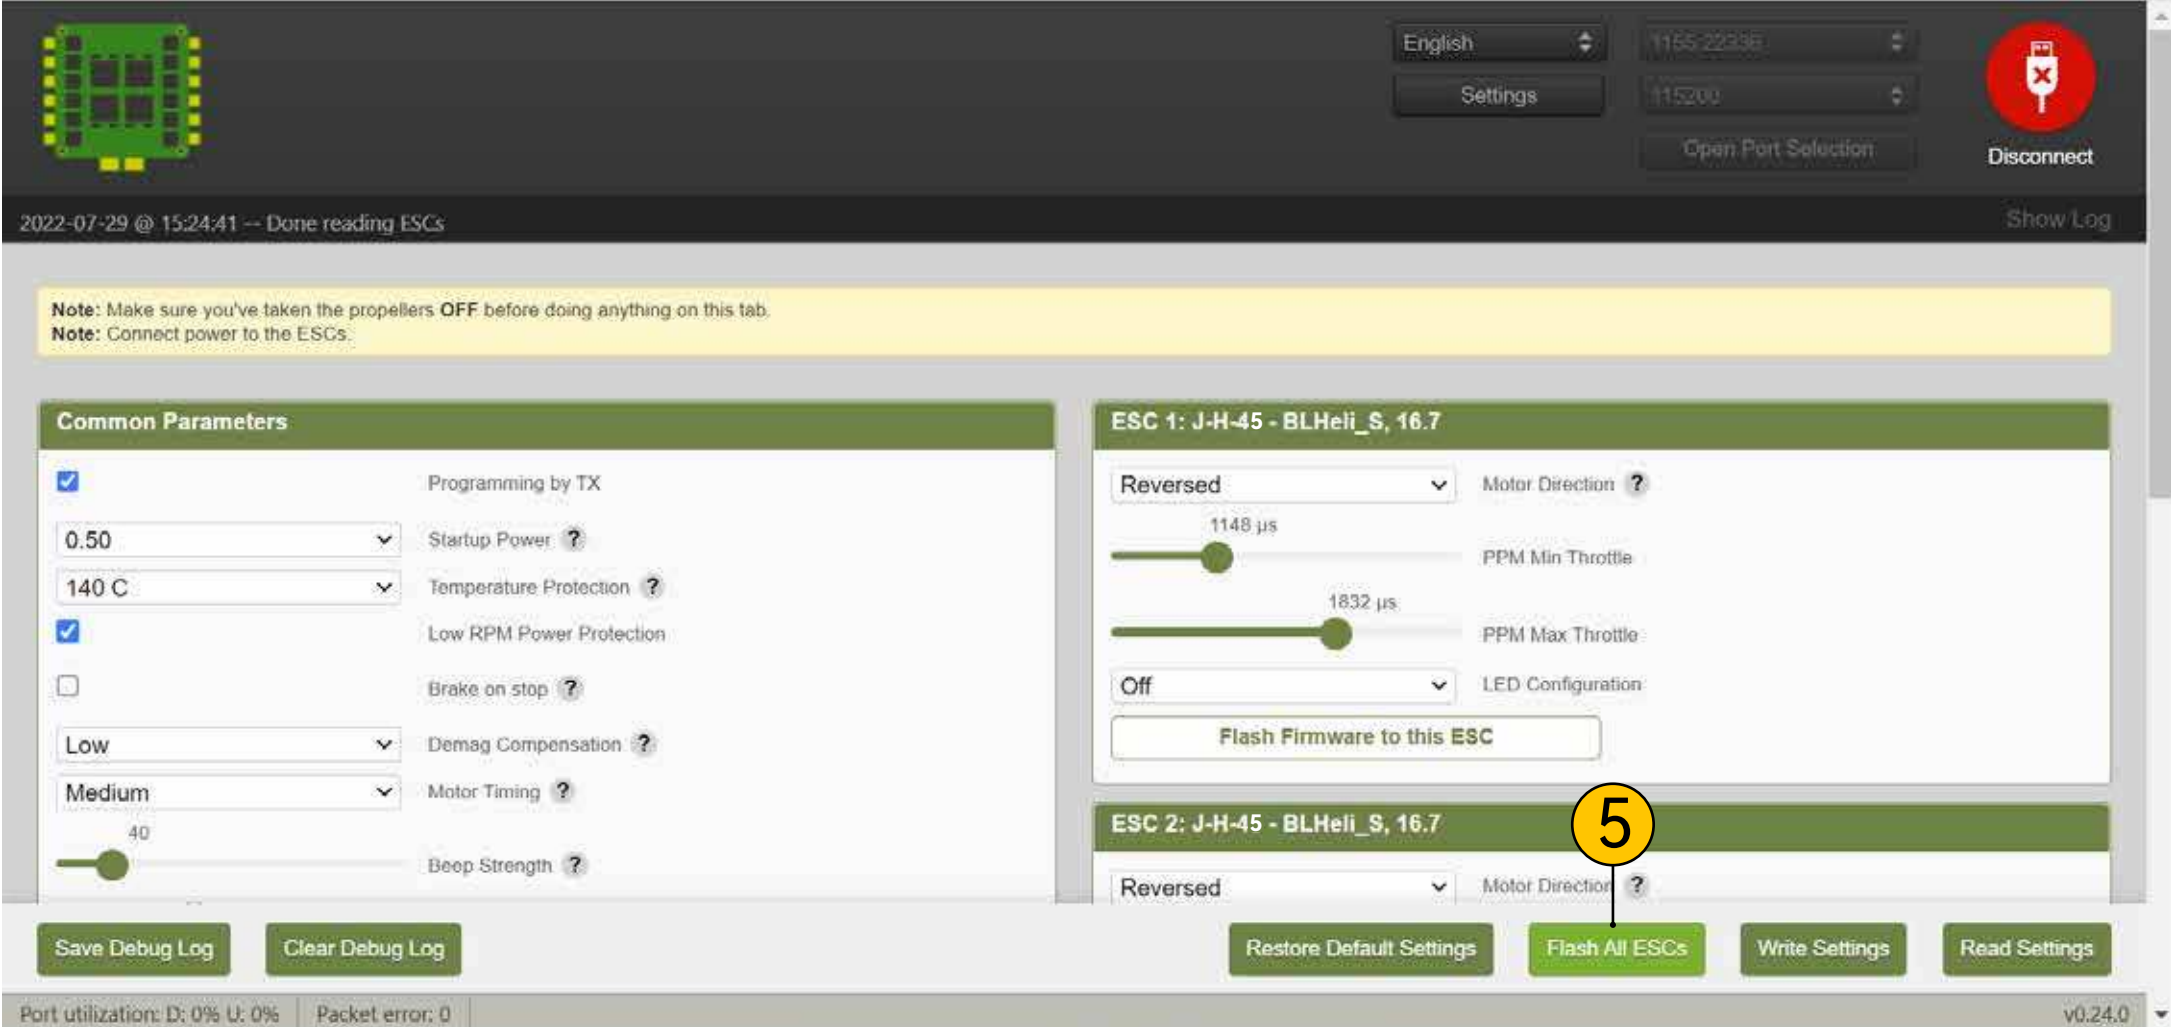 English
1155:22336
Settings
115200
Open Port Selection
Disconnect
2022-07-29 @ 15:24:41 -- Done reading ESCs
Show Log
Note: Make sure you've taken the propellers OFF before doing anything on this tab.
Note: Connect power to the ESCs.
Common Parameters
Programming by TX
0.50
Startup Power ?
140 C
Temperature Protection ?
Low RPM Power Protection
Brake on stop ?
Low
Demag Compensation ?
Medium
Motor Timing ?
40
Beep Strength ?
ESC 1: J-H-45 - BLHeli_S, 16.7
Reversed
Motor Direction ?
1148 µs
PPM Min Throttle
1832 µs
PPM Max Throttle
Off
LED Configuration
Flash Firmware to this ESC
ESC 2: J-H-45 - BLHeli_S, 16.7
5
Reversed
Motor Direction ?
Save Debug Log
Clear Debug Log
Restore Default Settings
Flash All ESCs
Write Settings
Read Settings
Port utilization: D: 0% U: 0%
Packet error: 0
v0.24.0